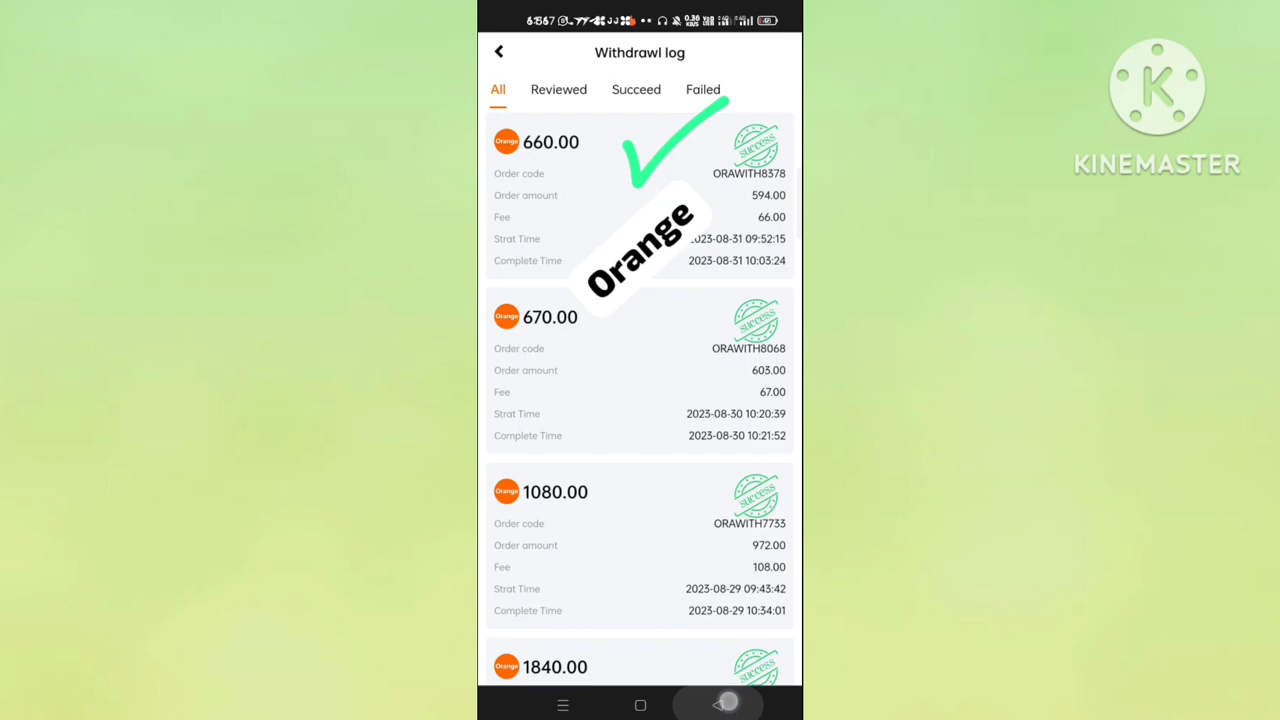 Withdrawl log
All Reviewed Succeed Failed
KINEMASTER
Orange 660.00 success
Order code ORAWITH8378
Order amount 594.00
Fee 66.00
Orange
Strat Time 2023-08-31 09:52:15
Complete Time 2023-08-31 10:03:24
Orange 670.00 success
Order code ORAWITH8068
Order amount 603.00
Fee 67.00
Strat Time 2023-08-30 10:20:39
Complete Time 2023-08-30 10:21:52
Orange 1080.00 success
Order code ORAWITH7733
Order amount 972.00
Fee 108.00
Strat Time 2023-08-29 09:43:42
Complete Time 2023-08-29 10:34:01
Orange 1840.00 success